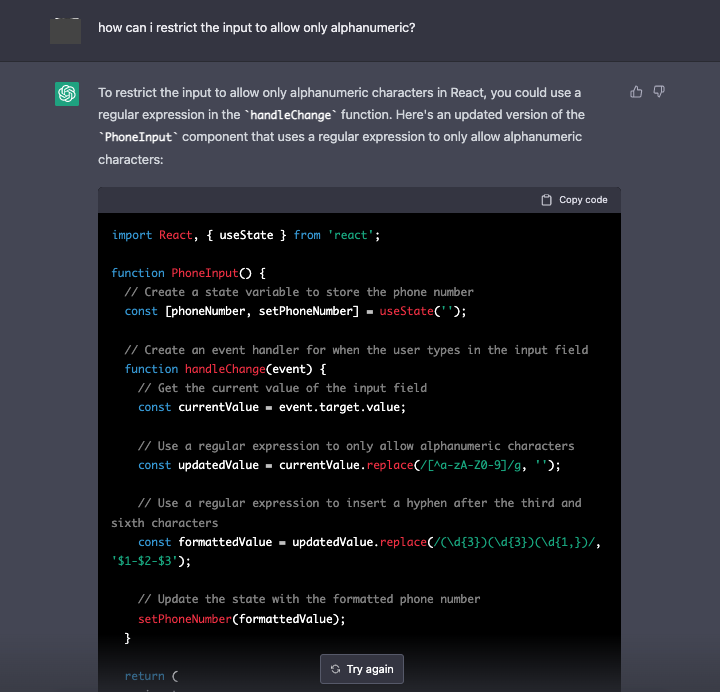 how can i restrict the input to allow only alphanumeric?
To restrict the input to allow only alphanumeric characters in React, you could use a
regular expression in the `handleChange` function. Here's an updated version of the
`PhoneInput` component that uses a regular expression to only allow alphanumeric
characters:
Copy code
import React, { useState } from 'react';
function PhoneInput() {
// Create a state variable to store the phone number
const [phoneNumber, setPhoneNumber] = useState('');
// Create an event handler for when the user types in the input field
function handleChange(event) {
// Get the current value of the input field
const currentValue = event.target.value;
// Use a regular expression to only allow alphanumeric characters
const updatedValue = currentValue.replace(/[^a-zA-Z0-9]/g, '');
// Use a regular expression to insert a hyphen after the third and
sixth characters
const formattedValue = updatedValue.replace(/(\d{3})(\d{3})(\d{1,})/,
'$1-$2-$3');
// Update the state with the formatted phone number
setPhoneNumber(formattedValue);
}
return (
Try again